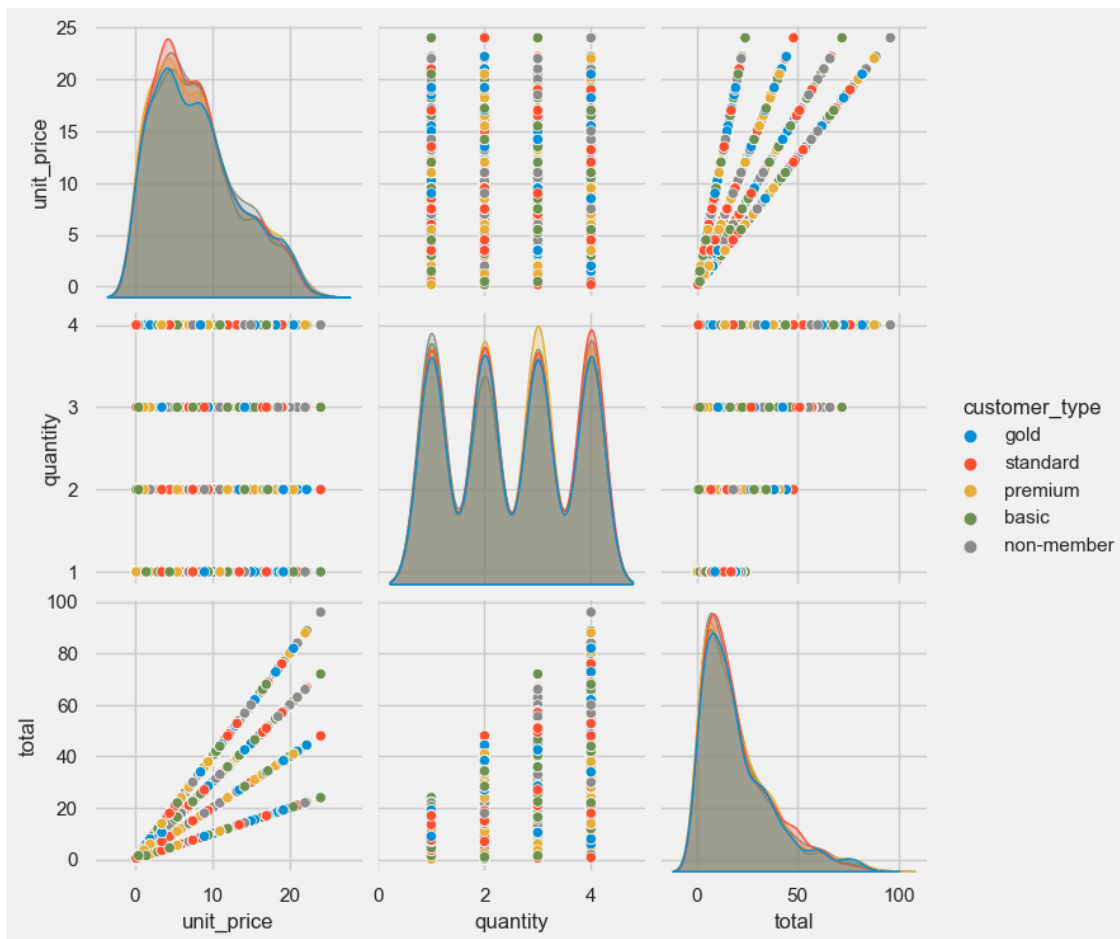 25
20
15
10
5
0
unit_price
4
3
2
1
quantity
customer_type
gold
standard
premium
basic
non-member
100
80
60
40
20
0
total
0 10 20
0 2 4
0 50 100
unit_price quantity total